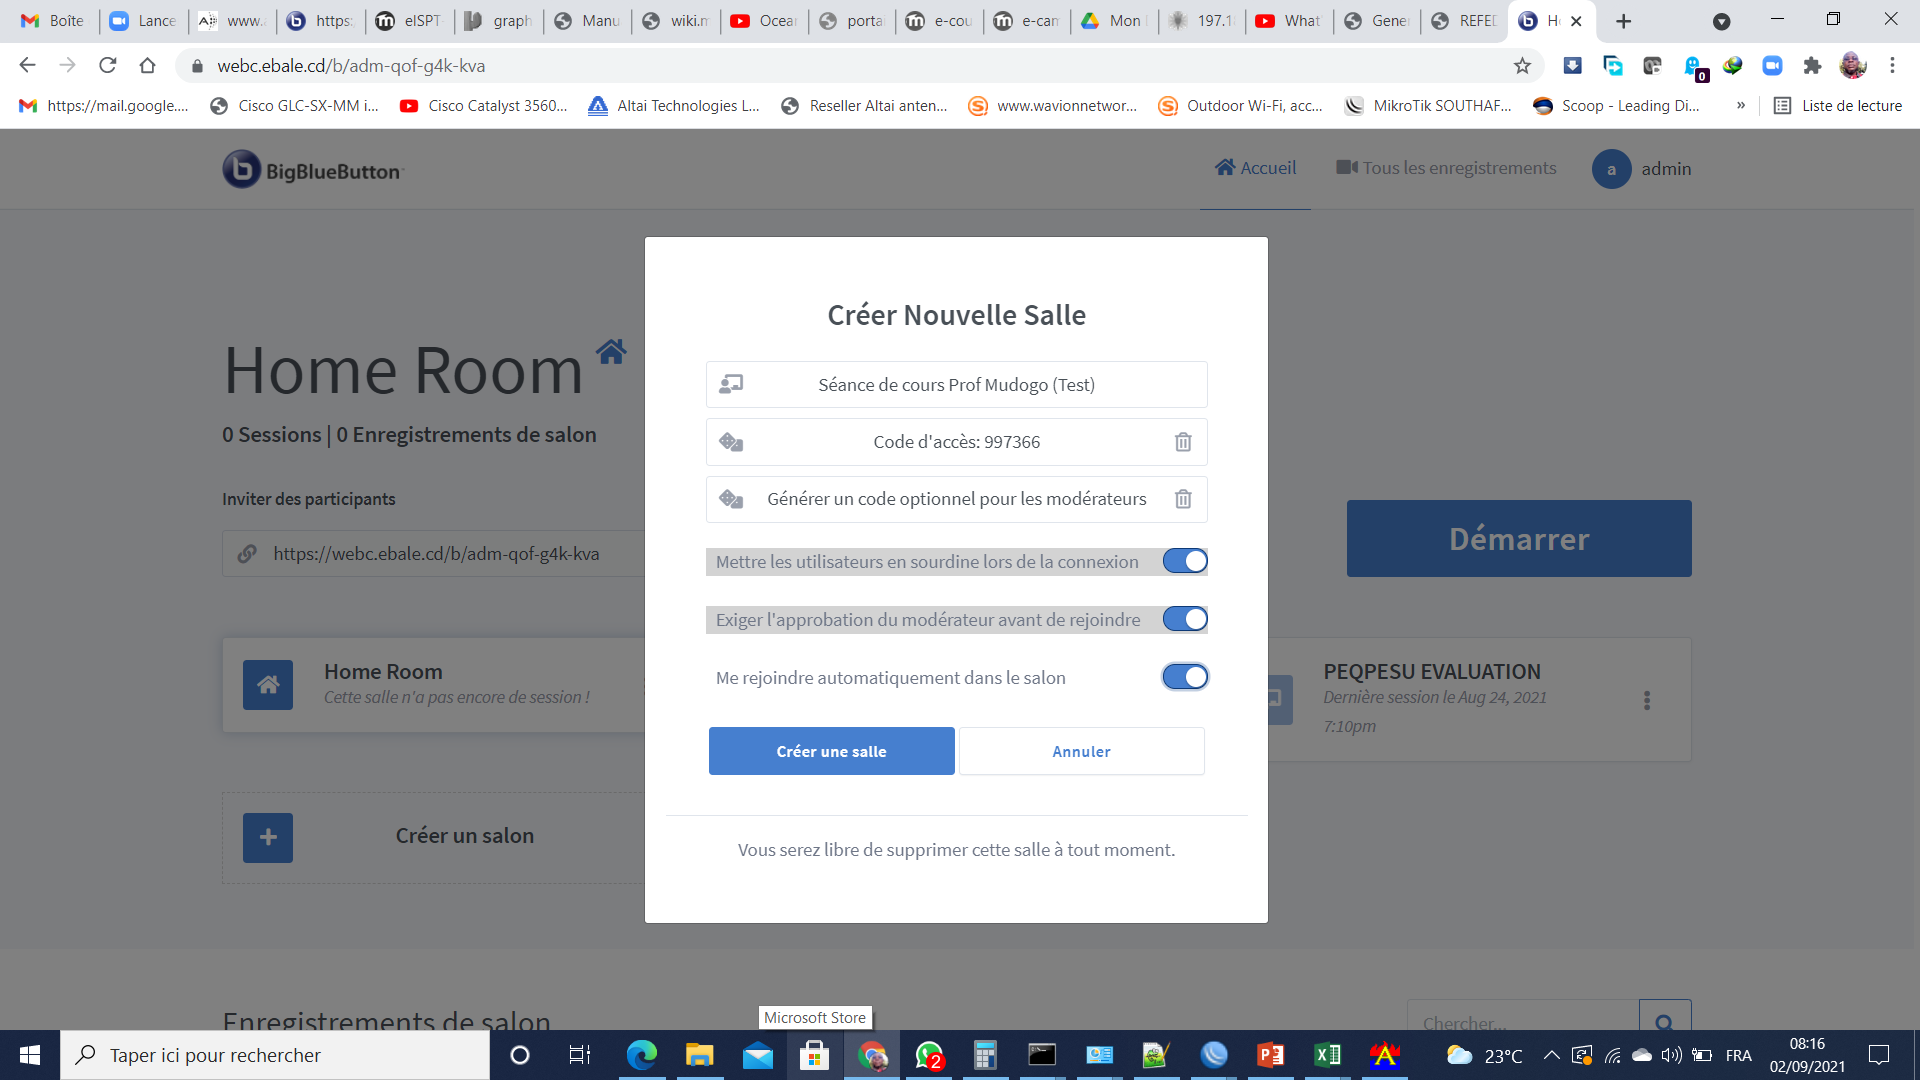 Boîte
Lance
www.
https:
elSPT-
graph
Manu
wiki.m
Ocear
porta
e-cou
e-cam
Mon
197.1
What'
Gener
REFED
webc.ebale.cd/b/adm-qof-g4k-kva
0
https://mail.google....
Cisco GLC-SX-MM i...
Cisco Catalyst 3560...
Altai Technologies L...
Reseller Altai anten...
www.wavionnetwor...
Outdoor Wi-Fi, acc...
MikroTik SOUTHAF...
Scoop - Leading Di...
»
Liste de lecture
BigBlueButton
Accueil
Tous les enregistrements
a
admin
Créer Nouvelle Salle
Home Room
Séance de cours Prof Mudogo (Test)
0 Sessions | 0 Enregistrements de salon
Code d'accès: 997366
Inviter des participants
Générer un code optionnel pour les modérateurs
https://webc.ebale.cd/b/adm-qof-g4k-kva
Démarrer
Mettre les utilisateurs en sourdine lors de la connexion
Exiger l'approbation du modérateur avant de rejoindre
Me rejoindre automatiquement dans le salon
Home Room
Cette salle n'a pas encore de session !
PEQPESU EVALUATION
Dernière session le Aug 24, 2021
7:10pm
Créer une salle
Annuler
Créer un salon
Vous serez libre de supprimer cette salle à tout moment.
Enregistrements de salon
Chercher...
Microsoft Store
Taper ici pour rechercher
2
23°C
FRA
08:16
02/09/2021